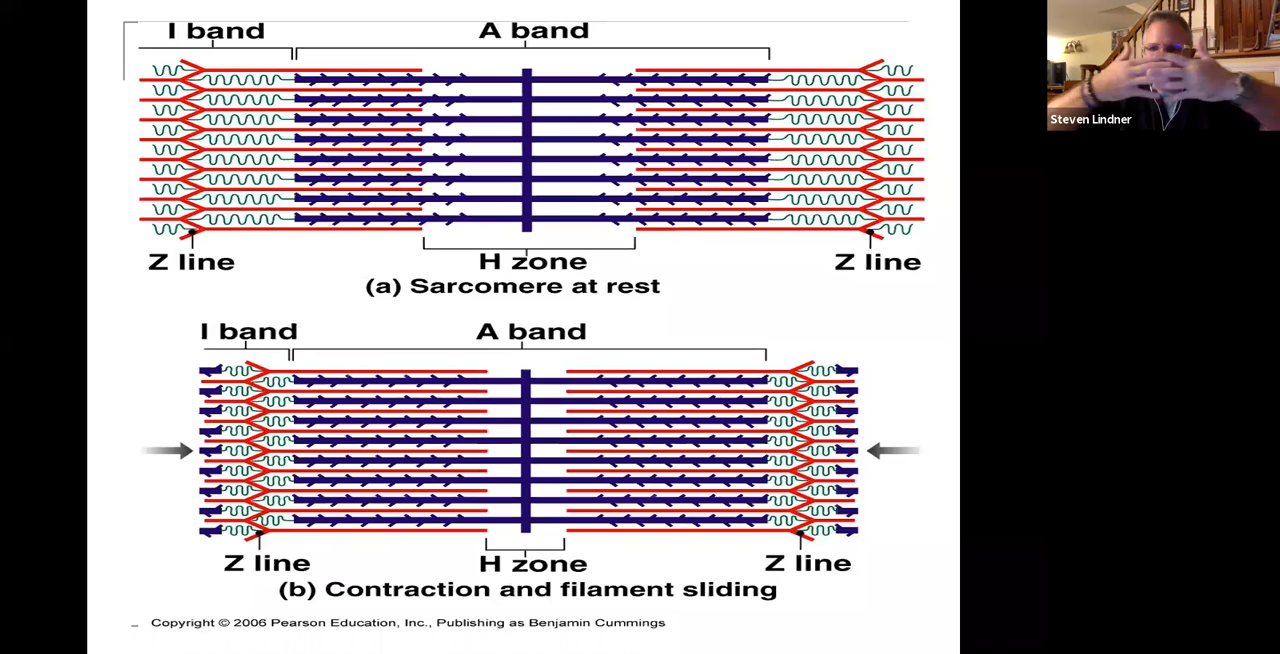 I band A band
Steven Lindner
Z line H zone Z line
(a) Sarcomere at rest
I band A band
Z line H zone Z line
(b) Contraction and filament sliding
Copyright © 2006 Pearson Education, Inc., Publishing as Benjamin Cummings